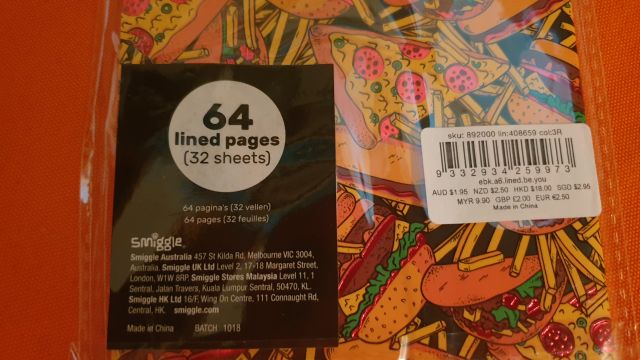 64
lined pages
(32 sheets)
64 pagina's (32 vellen)
64 pages (32 feuilles)
smiggle
Smiggle Australia 457 St Kilda Rd, Melbourne VIC 3004,
Australia. Smiggle UK Ltd Level 2, 17-18 Margaret Street,
London, W1W 8RP. Smiggle Stores Malaysia Level 11, 1
Sentral, Jalan Travers, Kuala Lumpur Sentral, 50470, KL.
Smiggle HK Ltd 16/F, Wing On Centre, 111 Connaught Rd,
Central, HK. smiggle.com
Made in China BATCH 1018
sku: 892000 lin:408659 col:3R
9 332934 259973
ebk.a6.lined.be.you
AUD $1.95 NZD $2.50 HKD $18.00 SGD $2.95
MYR 9.90 GBP £2.00 EUR €2.50
Made in China